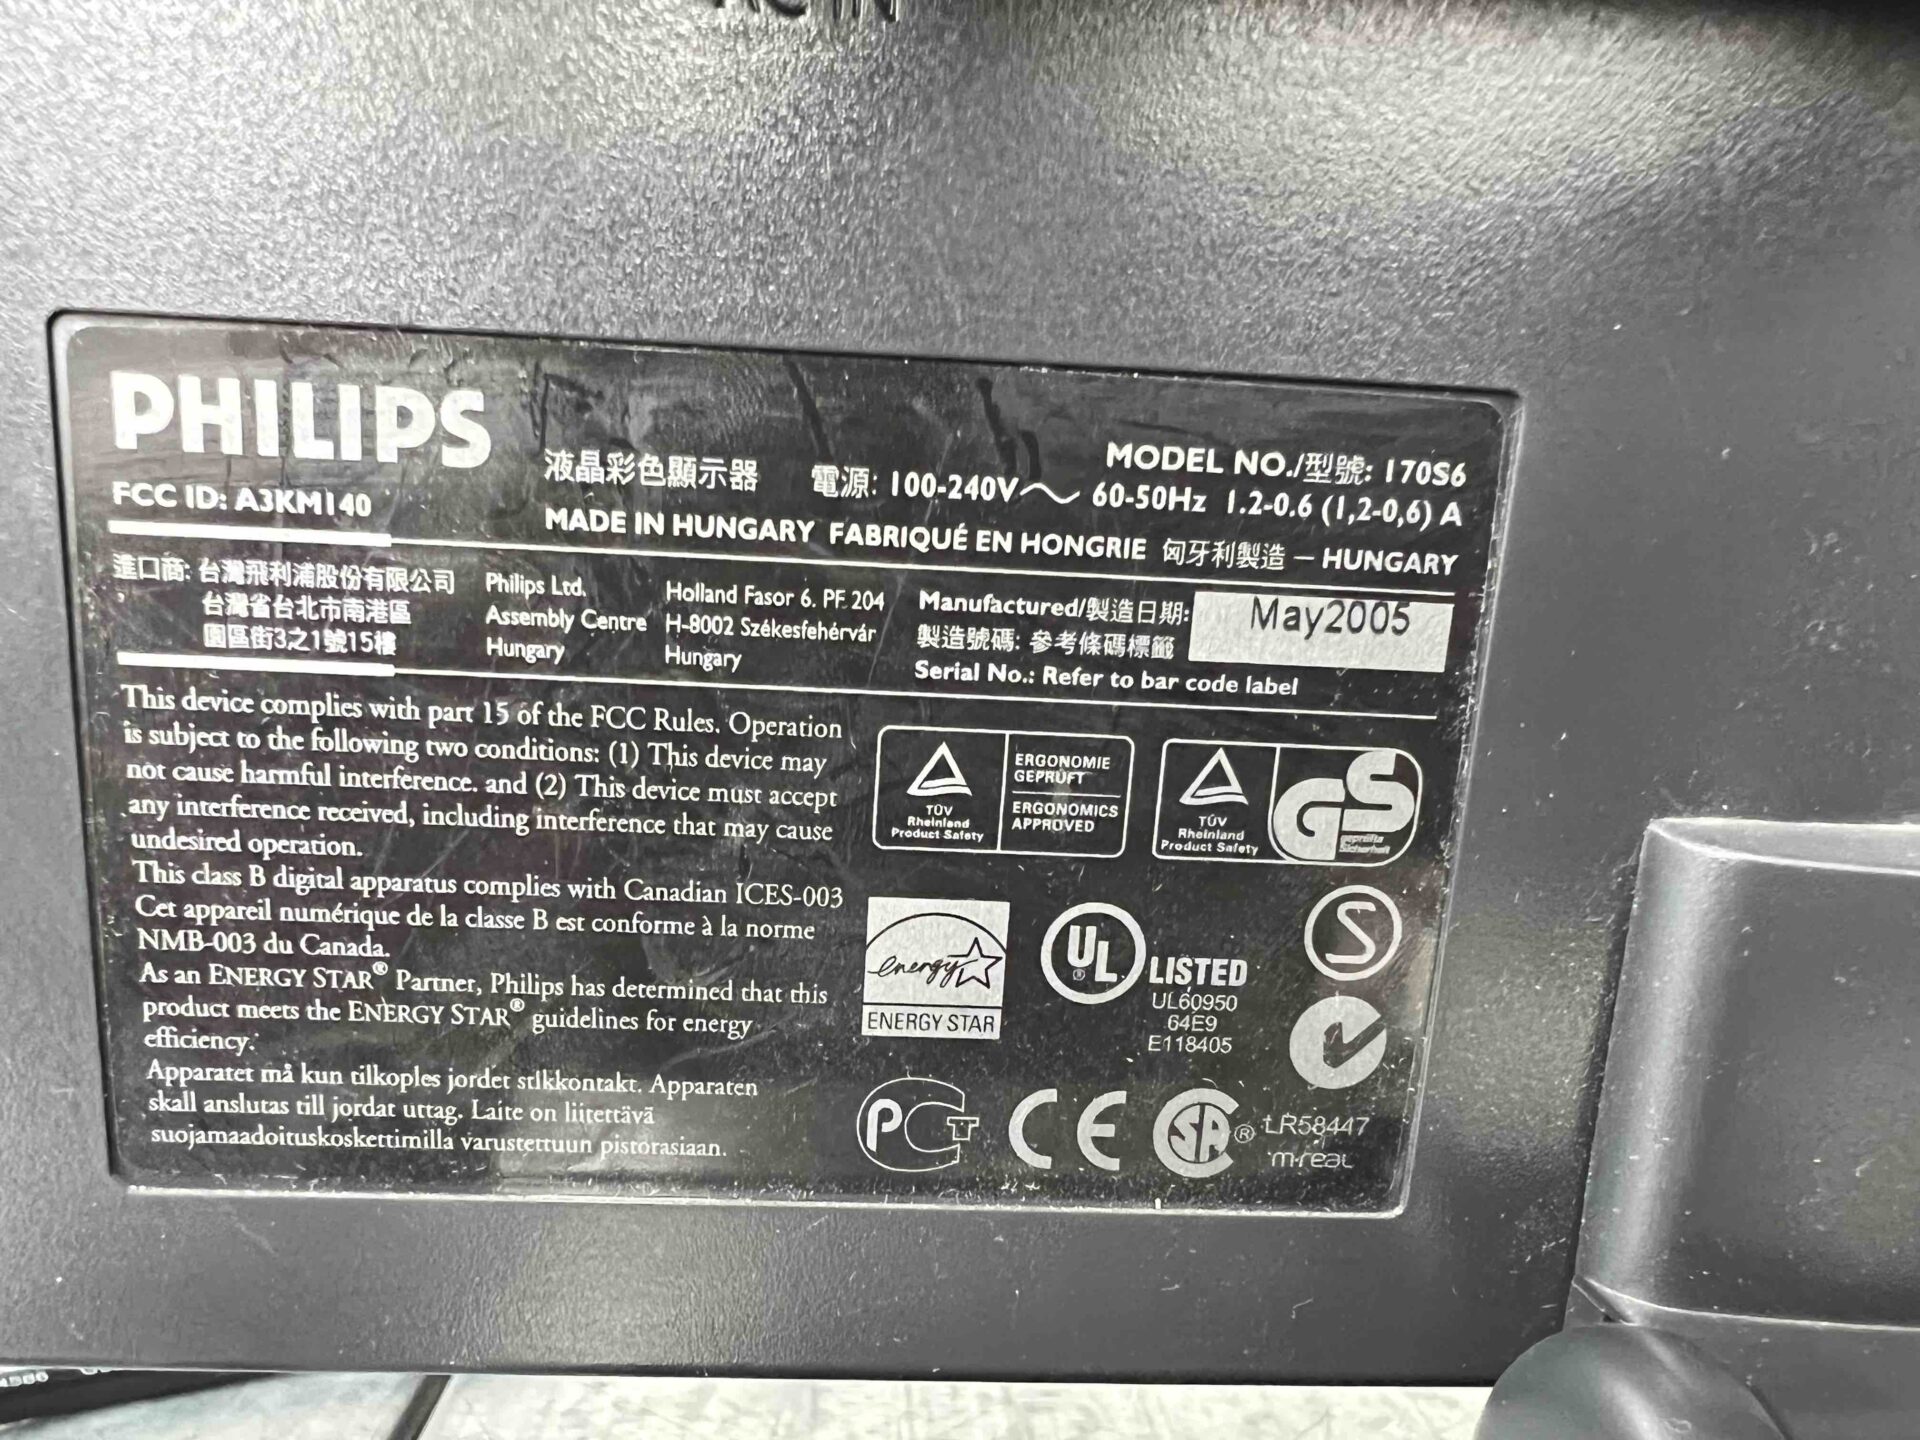 AC IN
PHILIPS
FCC ID: A3KM140
液晶彩色顯示器 電源: 100-240V 60-50Hz 1.2-0.6 (1,2-0,6) A
MODEL NO./型號: 170S6
MADE IN HUNGARY FABRIQUÉ EN HONGRIE 匈牙利製造 – HUNGARY
進口商: 台灣飛利浦股份有限公司
台灣省台北市南港區
園區街3之1號15樓
Philips Ltd.
Assembly Centre
Hungary
Holland Fasor 6. PF. 204
H-8002 Székesfehérvár
Hungary
Manufactured/製造日期: May2005
製造號碼: 參考條碼標籤
Serial No.: Refer to bar code label
This device complies with part 15 of the FCC Rules. Operation
is subject to the following two conditions: (1) This device may
not cause harmful interference. and (2) This device must accept
any interference received, including interference that may cause
undesired operation.
This class B digital apparatus complies with Canadian ICES-003
Cet appareil numérique de la classe B est conforme à la norme
NMB-003 du Canada.
As an ENERGY STAR® Partner, Philips has determined that this
product meets the ENERGY STAR® guidelines for energy
efficiency.
Apparatet må kun tilkoples jordet stikkontakt. Apparaten
skall anslutas till jordat uttag. Laite on liitettävä
suojamaadoituskoskettimilla varustettuun pistorasiaan.
TÜV
Rheinland
Product Safety
ERGONOMIE
GEPRÜFT
ERGONOMICS
APPROVED
TÜV
Rheinland
Product Safety
GS
geprüfte
Sicherheit
energy
ENERGY STAR
UL® LISTED
UL60950
64E9
E118405
S
PCT
CE
SA® LR58447
m-real